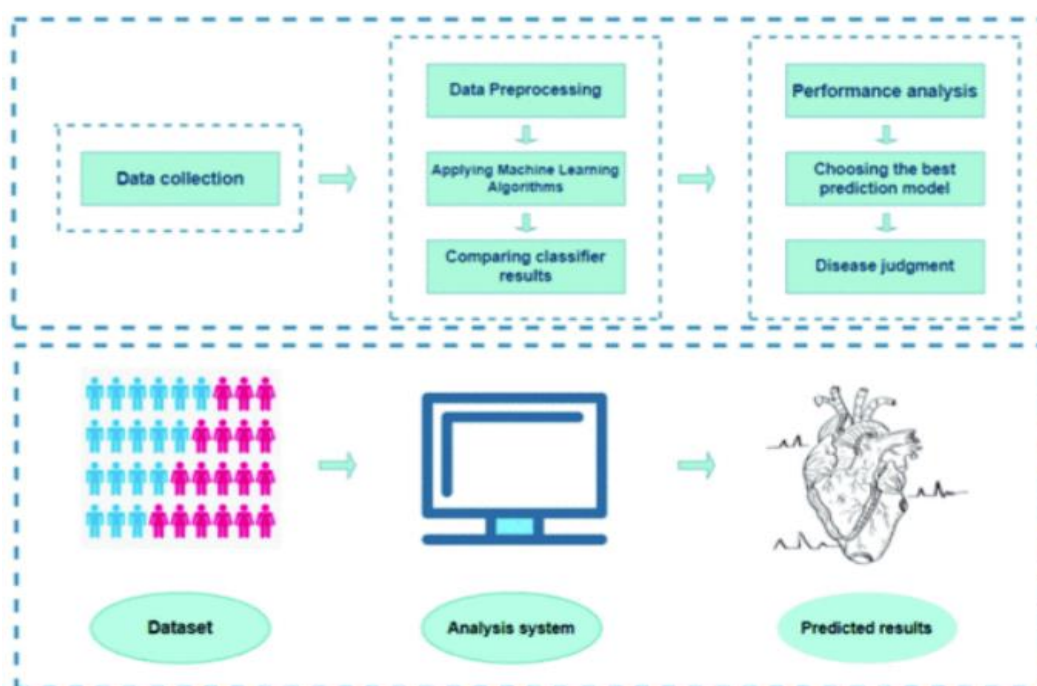 Data collection
Data Preprocessing
Applying Machine Learning
Algorithms
Comparing classifier
results
Performance analysis
Choosing the best
prediction model
Disease judgment
Dataset
Analysis system
Predicted results